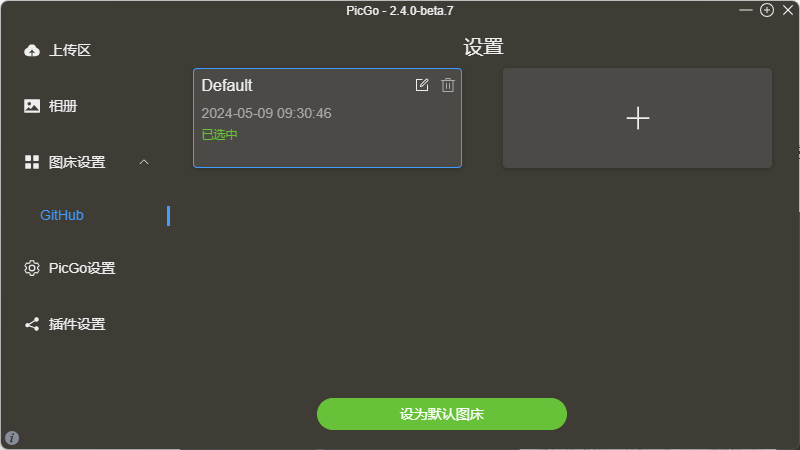 PicGo - 2.4.0-beta.7
上传区
相册
图床设置
GitHub
PicGo设置
插件设置
设置
Default
2024-05-09 09:30:46
已选中
设为默认图床